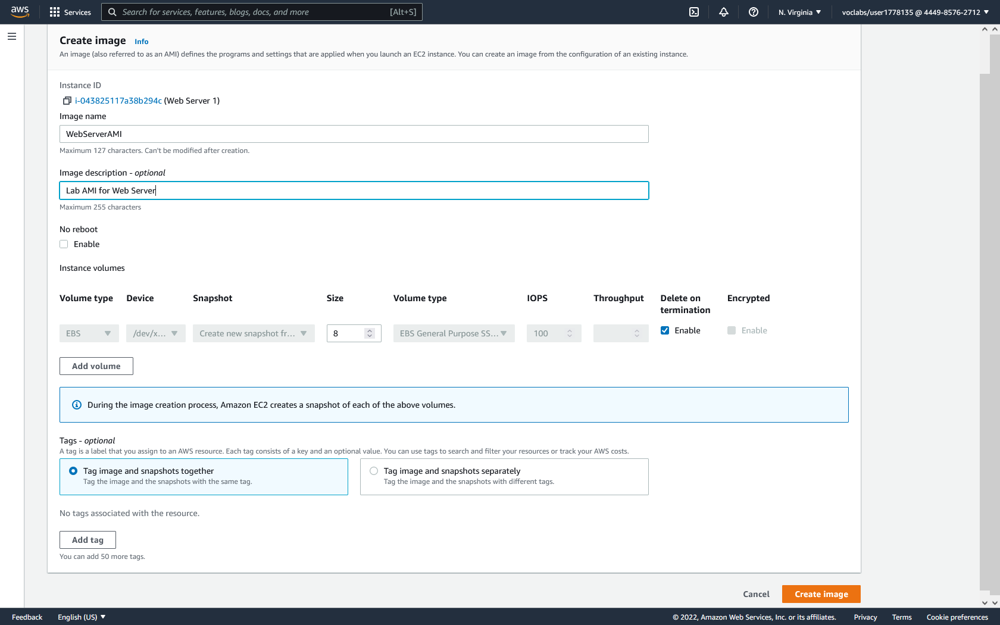 aws
Services
Search for services, features, blogs, docs, and more
[Alt+S]
N. Virginia
voclabs/user1778135 @ 4449-8576-2712
Create image
Info
An image (also referred to as an AMI) defines the programs and settings that are applied when you launch an EC2 instance. You can create an image from the configuration of an existing instance.
Instance ID
i-043825117a38b294c (Web Server 1)
Image name
WebServerAMI
Maximum 127 characters. Can't be modified after creation.
Image description - optional
Lab AMI for Web Server
Maximum 255 characters
No reboot
Enable
Instance volumes
Volume type
Device
Snapshot
Size
Volume type
IOPS
Throughput
Delete on
termination
Encrypted
EBS
/dev/x...
Create new snapshot fr...
8
EBS General Purpose SS...
100
Enable
Enable
Add volume
During the image creation process, Amazon EC2 creates a snapshot of each of the above volumes.
Tags - optional
A tag is a label that you assign to an AWS resource. Each tag consists of a key and an optional value. You can use tags to search and filter your resources or track your AWS costs.
Tag image and snapshots together
Tag the image and the snapshots with the same tag.
Tag image and snapshots separately
Tag the image and the snapshots with different tags.
No tags associated with the resource.
Add tag
You can add 50 more tags.
Cancel
Create image
Feedback
English (US)
© 2022, Amazon Web Services, Inc. or its affiliates.
Privacy
Terms
Cookie preferences